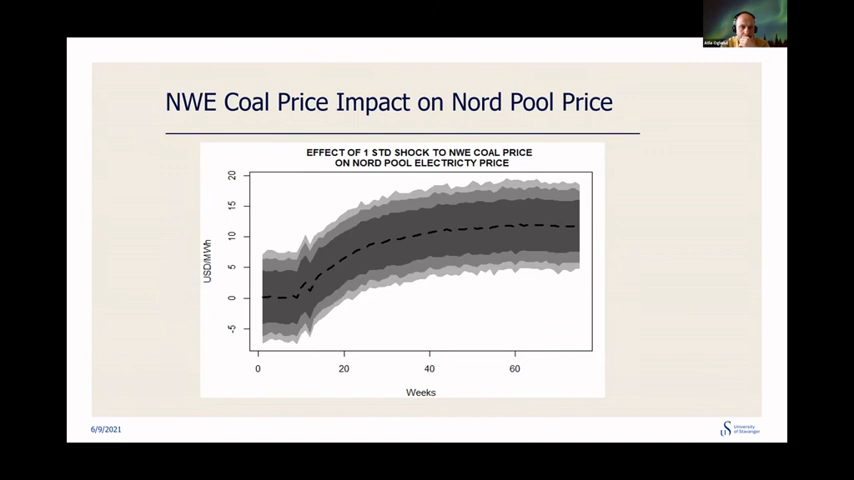 Atle Oglend
NWE Coal Price Impact on Nord Pool Price
EFFECT OF 1 STD SHOCK TO NWE COAL PRICE
ON NORD POOL ELECTRICTY PRICE
USD/MWh
20
15
10
5
0
-5
0 20 40 60
Weeks
6/9/2021
University
of Stavanger